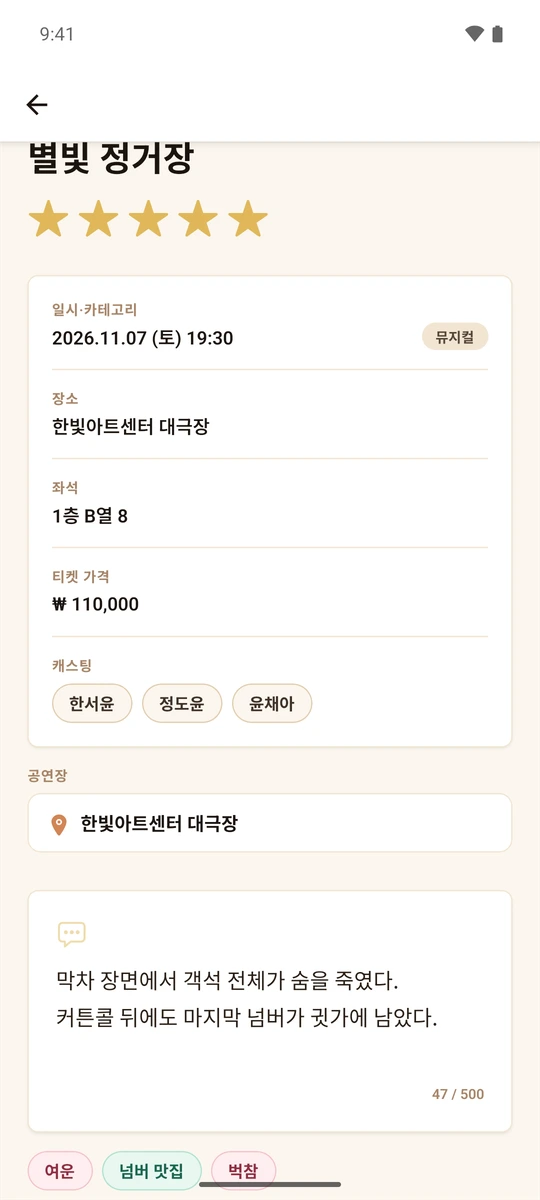 9:41
별빛 정거장
일시·카테고리
2026.11.07 (토) 19:30
뮤지컬
장소
한빛아트센터 대극장
좌석
1층 B열 8
티켓 가격
₩ 110,000
캐스팅
한서윤 정도윤 윤채아
공연장
한빛아트센터 대극장
막차 장면에서 객석 전체가 숨을 죽였다.
커튼콜 뒤에도 마지막 넘버가 귓가에 남았다.
47 / 500
여운 넘버 맛집 벅참